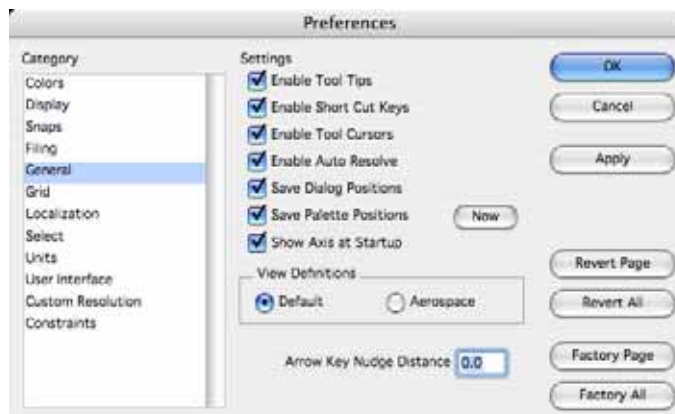 Preferences
Category
Colors
Display
Snaps
Filing
General
Grid
Localization
Select
Units
User Interface
Custom Resolution
Constraints
Settings
Enable Tool Tips
Enable Short Cut Keys
Enable Tool Cursors
Enable Auto Resolve
Save Dialog Positions
Save Palette Positions
Now
Show Axis at Startup
View Definitions
Default
Aerospace
Arrow Key Nudge Distance 0.0
OK
Cancel
Apply
Revert Page
Revert All
Factory Page
Factory All